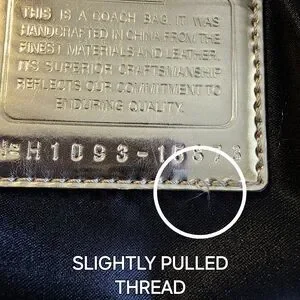 THIS IS A COACH BAG. IT WAS
HANDCRAFTED IN CHINA FROM THE
FINEST MATERIALS AND LEATHER.
ITS SUPERIOR CRAFTSMANSHIP
REFLECTS OUR COMMITMENT TO
ENDURING QUALITY.
SLIGHTLY PULLED
THREAD